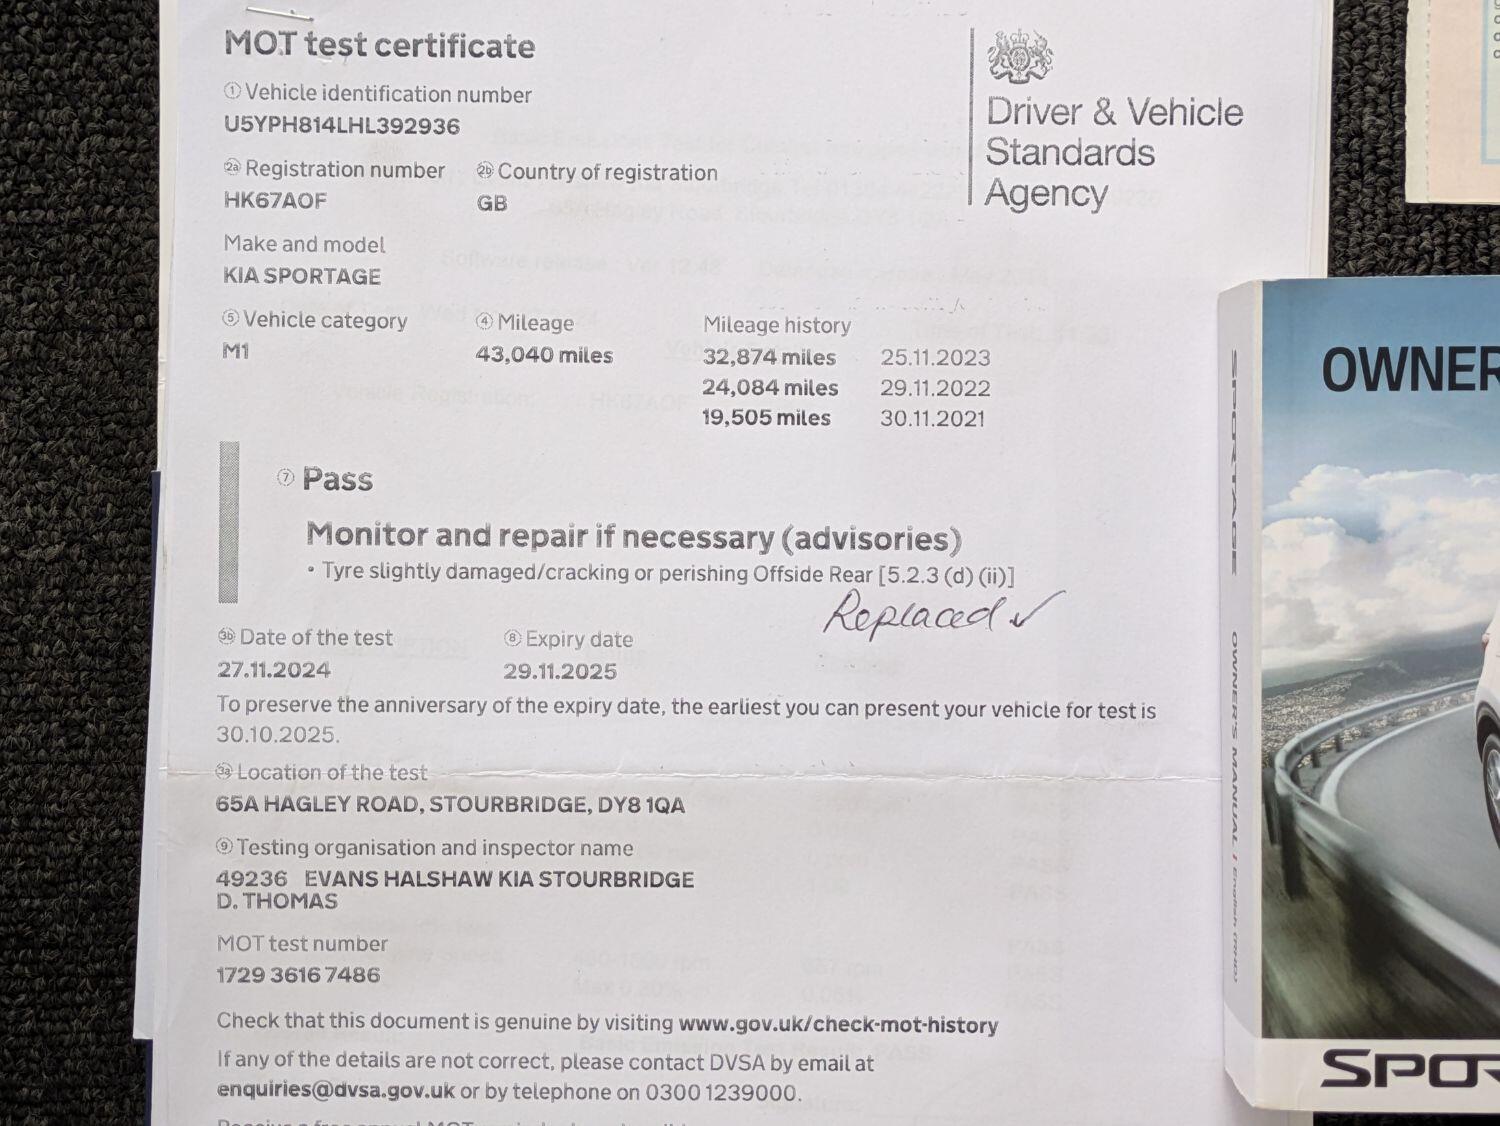 MOT test certificate
Driver & Vehicle
Standards
Agency
1 Vehicle identification number
U5YPH814LHL392936
2a Registration number 2b Country of registration
HK67AOF GB
Make and model
KIA SPORTAGE
5 Vehicle category 4 Mileage Mileage history
M1 43,040 miles 32,874 miles 25.11.2023
24,084 miles 29.11.2022
19,505 miles 30.11.2021
7 Pass
Monitor and repair if necessary (advisories)
• Tyre slightly damaged/cracking or perishing Offside Rear [5.2.3 (d) (ii)]
Replaced ✓
3b Date of the test 8 Expiry date
27.11.2024 29.11.2025
To preserve the anniversary of the expiry date, the earliest you can present your vehicle for test is
30.10.2025.
3a Location of the test
65A HAGLEY ROAD, STOURBRIDGE, DY8 1QA
9 Testing organisation and inspector name
49236 EVANS HALSHAW KIA STOURBRIDGE
D. THOMAS
MOT test number
1729 3616 7486
Check that this document is genuine by visiting www.gov.uk/check-mot-history
If any of the details are not correct, please contact DVSA by email at
enquiries@dvsa.gov.uk or by telephone on 0300 1239000.
SPORTAGE OWNER'S MANUAL / English (RHD)
OWNER
SPOR